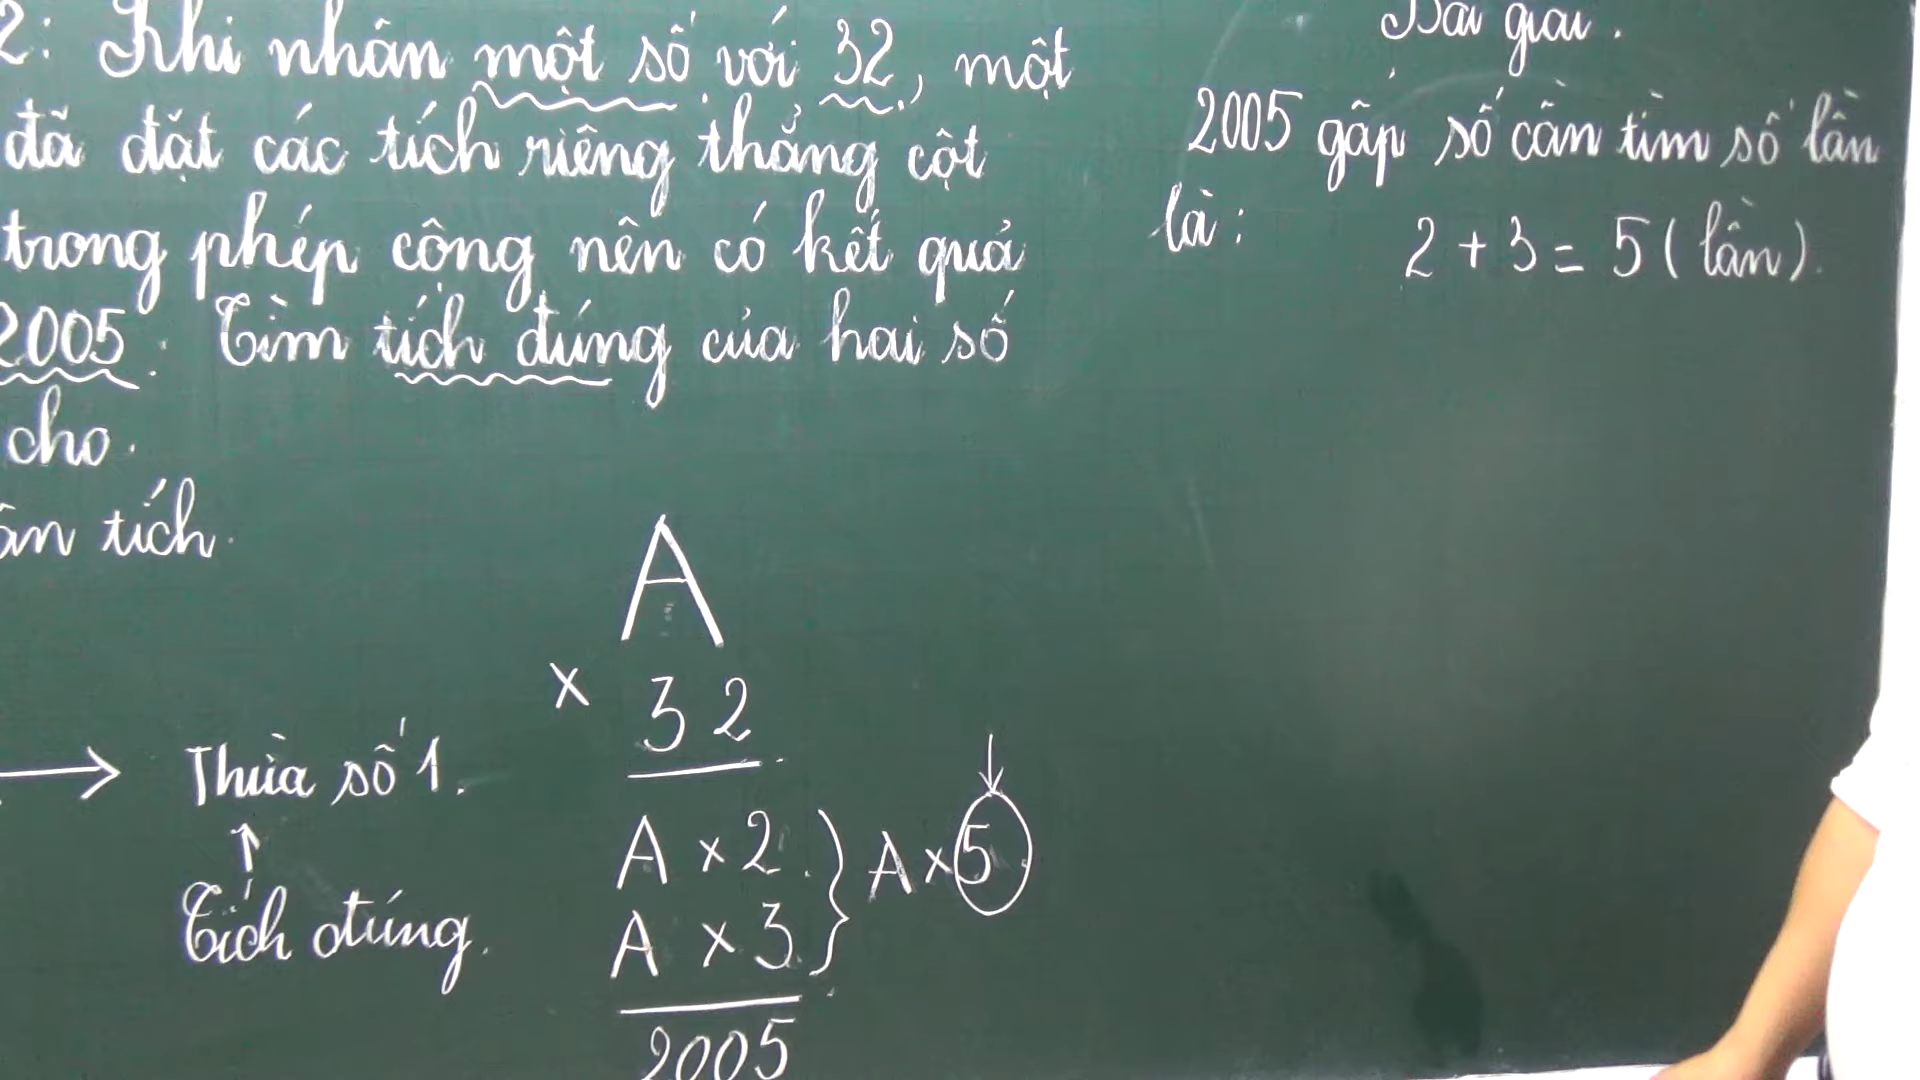 2: Khi nhân một số với 32, một
đã đặt các tích riêng thẳng cột
trong phép cộng nên có kết quả
2005. Tìm tích đúng của hai số
cho.
ân tích.
Thừa số 1.
↑
Tích đúng.
A
× 32
A × 2
A × 3
A × 5
2005
Bài giải.
2005 gấp số cần tìm số lần
là:
2 + 3 = 5 (lần).